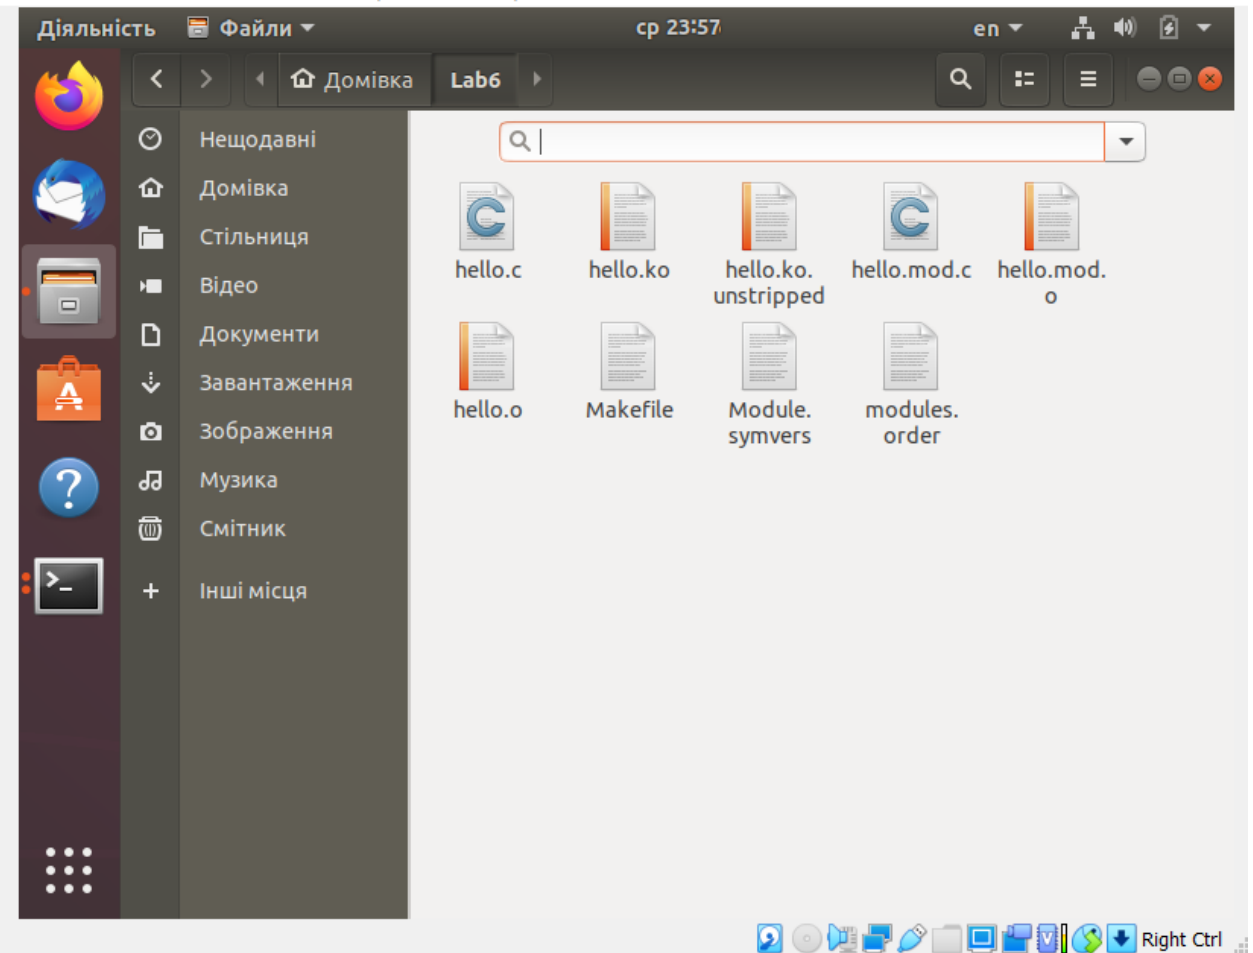 Діяльність Файли ср 23:57 en
Домівка Lab6
Нещодавні
Домівка
Стільниця
Відео
Документи
Завантаження
Зображення
Музика
Смітник
Інші місця
hello.c hello.ko hello.ko. hello.mod.c hello.mod.
unstripped o
hello.o Makefile Module. modules.
symvers order
Right Ctrl